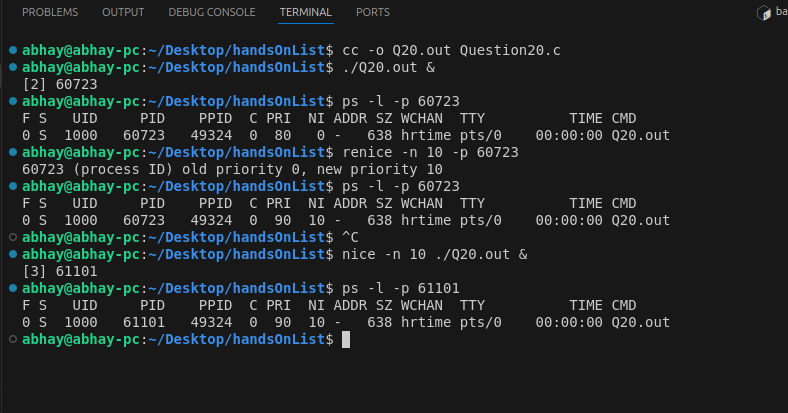 PROBLEMS OUTPUT DEBUG CONSOLE TERMINAL PORTS ba
abhay@abhay-pc:~/Desktop/handsOnList$ cc -o Q20.out Question20.c
abhay@abhay-pc:~/Desktop/handsOnList$ ./Q20.out &
[2] 60723
abhay@abhay-pc:~/Desktop/handsOnList$ ps -l -p 60723
F S   UID     PID    PPID  C PRI  NI ADDR SZ WCHAN  TTY          TIME CMD
0 S  1000   60723   49324  0  80   0 -   638 hrtime pts/0    00:00:00 Q20.out
abhay@abhay-pc:~/Desktop/handsOnList$ renice -n 10 -p 60723
60723 (process ID) old priority 0, new priority 10
abhay@abhay-pc:~/Desktop/handsOnList$ ps -l -p 60723
F S   UID     PID    PPID  C PRI  NI ADDR SZ WCHAN  TTY          TIME CMD
0 S  1000   60723   49324  0  90  10 -   638 hrtime pts/0    00:00:00 Q20.out
abhay@abhay-pc:~/Desktop/handsOnList$ ^C
abhay@abhay-pc:~/Desktop/handsOnList$ nice -n 10 ./Q20.out &
[3] 61101
abhay@abhay-pc:~/Desktop/handsOnList$ ps -l -p 61101
F S   UID     PID    PPID  C PRI  NI ADDR SZ WCHAN  TTY          TIME CMD
0 S  1000   61101   49324  0  90  10 -   638 hrtime pts/0    00:00:00 Q20.out
abhay@abhay-pc:~/Desktop/handsOnList$